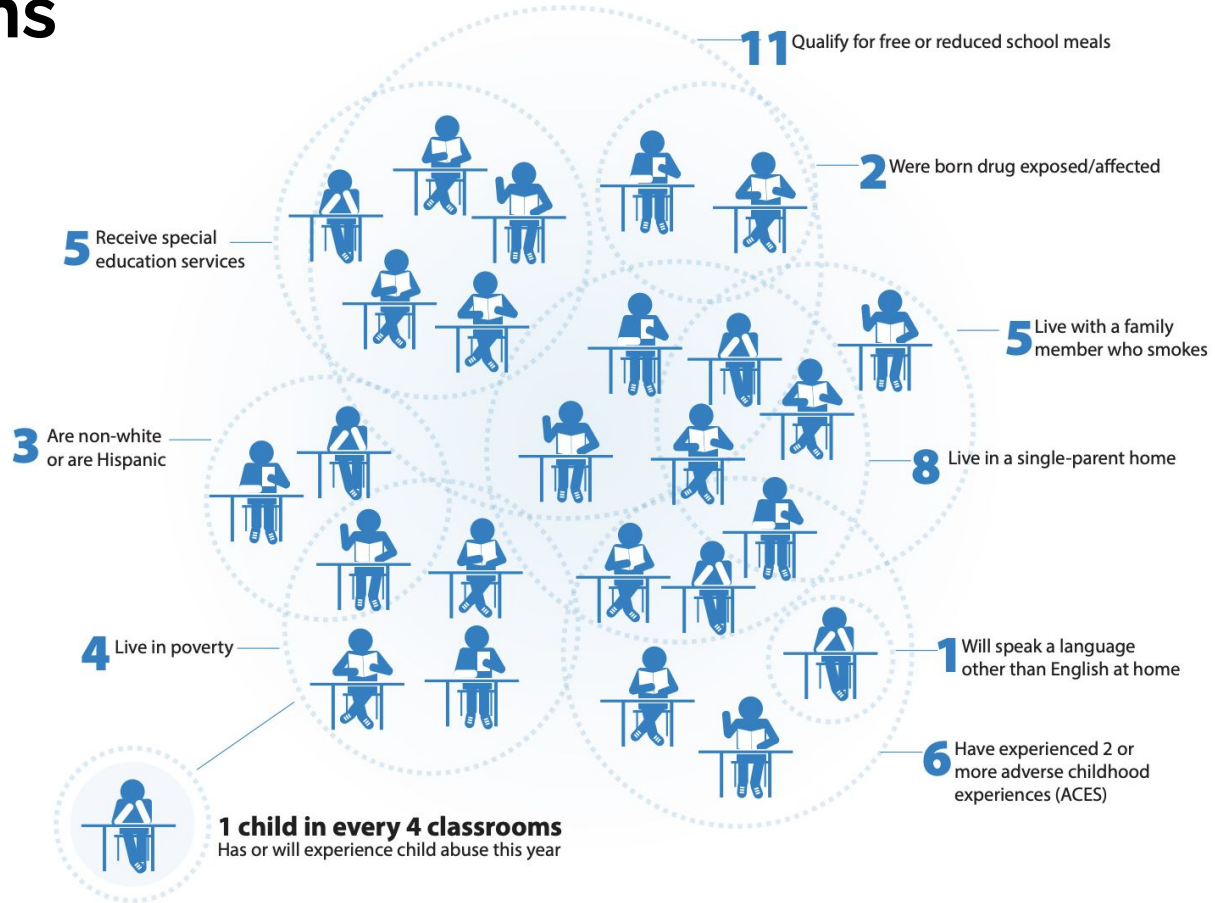 ns
11 Qualify for free or reduced school meals
2 Were born drug exposed/affected
5 Receive special
education services
5 Live with a family
member who smokes
3 Are non-white
or are Hispanic
8 Live in a single-parent home
4 Live in poverty
1 Will speak a language
other than English at home
6 Have experienced 2 or
more adverse childhood
experiences (ACES)
1 child in every 4 classrooms
Has or will experience child abuse this year